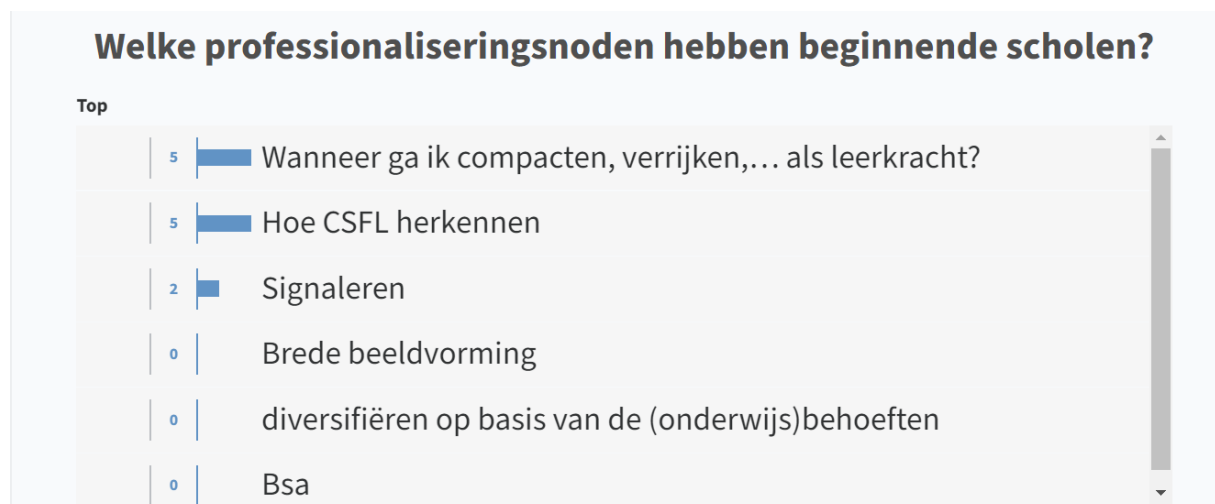 Welke professionaliseringsnoden hebben beginnende scholen?
Top
5 Wanneer ga ik compacten, verrijken,... als leerkracht?
5 Hoe CSFL herkennen
2 Signaleren
0 Brede beeldvorming
0 diversifiëren op basis van de (onderwijs)behoeften
0 Bsa